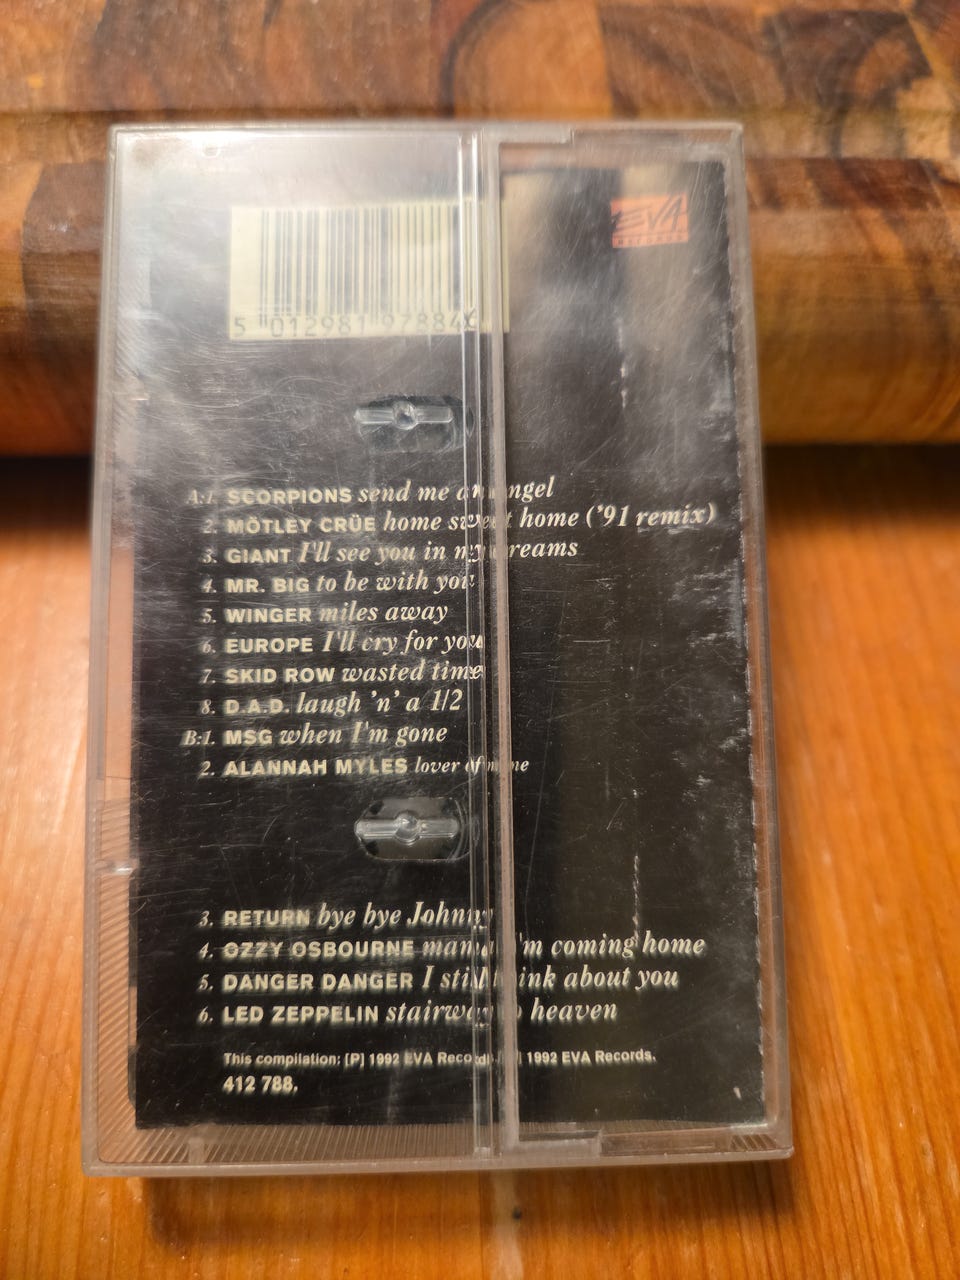 EVA
5 012981 978846
A:1. SCORPIONS send me an angel
2. MÖTLEY CRÜE home sweet home ('91 remix)
3. GIANT I'll see you in my dreams
4. MR. BIG to be with you
5. WINGER miles away
6. EUROPE I'll cry for you
7. SKID ROW wasted time
8. D.A.D. laugh 'n' a 1/2
B:1. MSG when I'm gone
2. ALANNAH MYLES lover of mine
3. RETURN bye bye Johnny
4. OZZY OSBOURNE mama I'm coming home
5. DANGER DANGER I still think about you
6. LED ZEPPELIN stairway to heaven
This compilation: [P] 1992 EVA Records. 1992 EVA Records.
412 788.